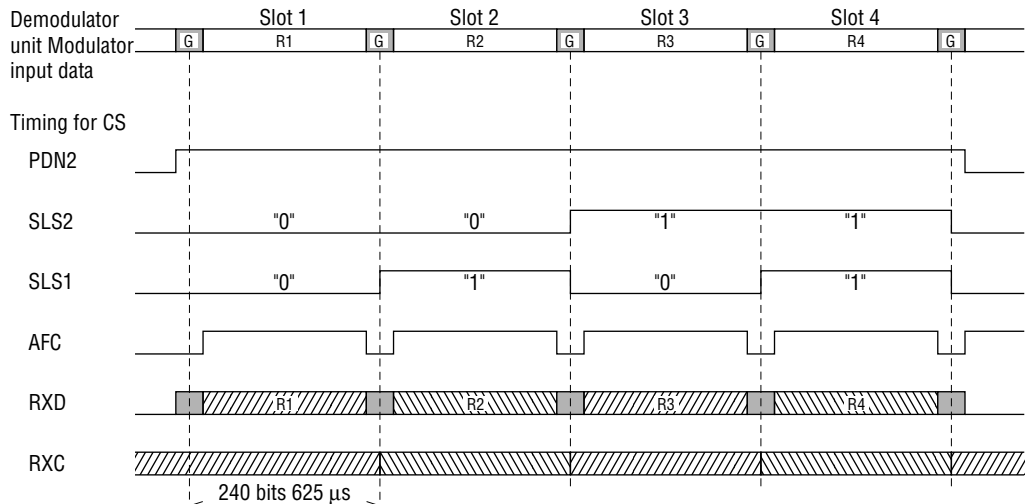 Demodulator
unit Modulator
input data
Slot 1 Slot 2 Slot 3 Slot 4
G R1 G R2 G R3 G R4 G
Timing for CS
PDN2
SLS2 "0" "0" "1" "1"
SLS1 "0" "1" "0" "1"
AFC
RXD R1 R2 R3 R4
RXC
240 bits 625 μs